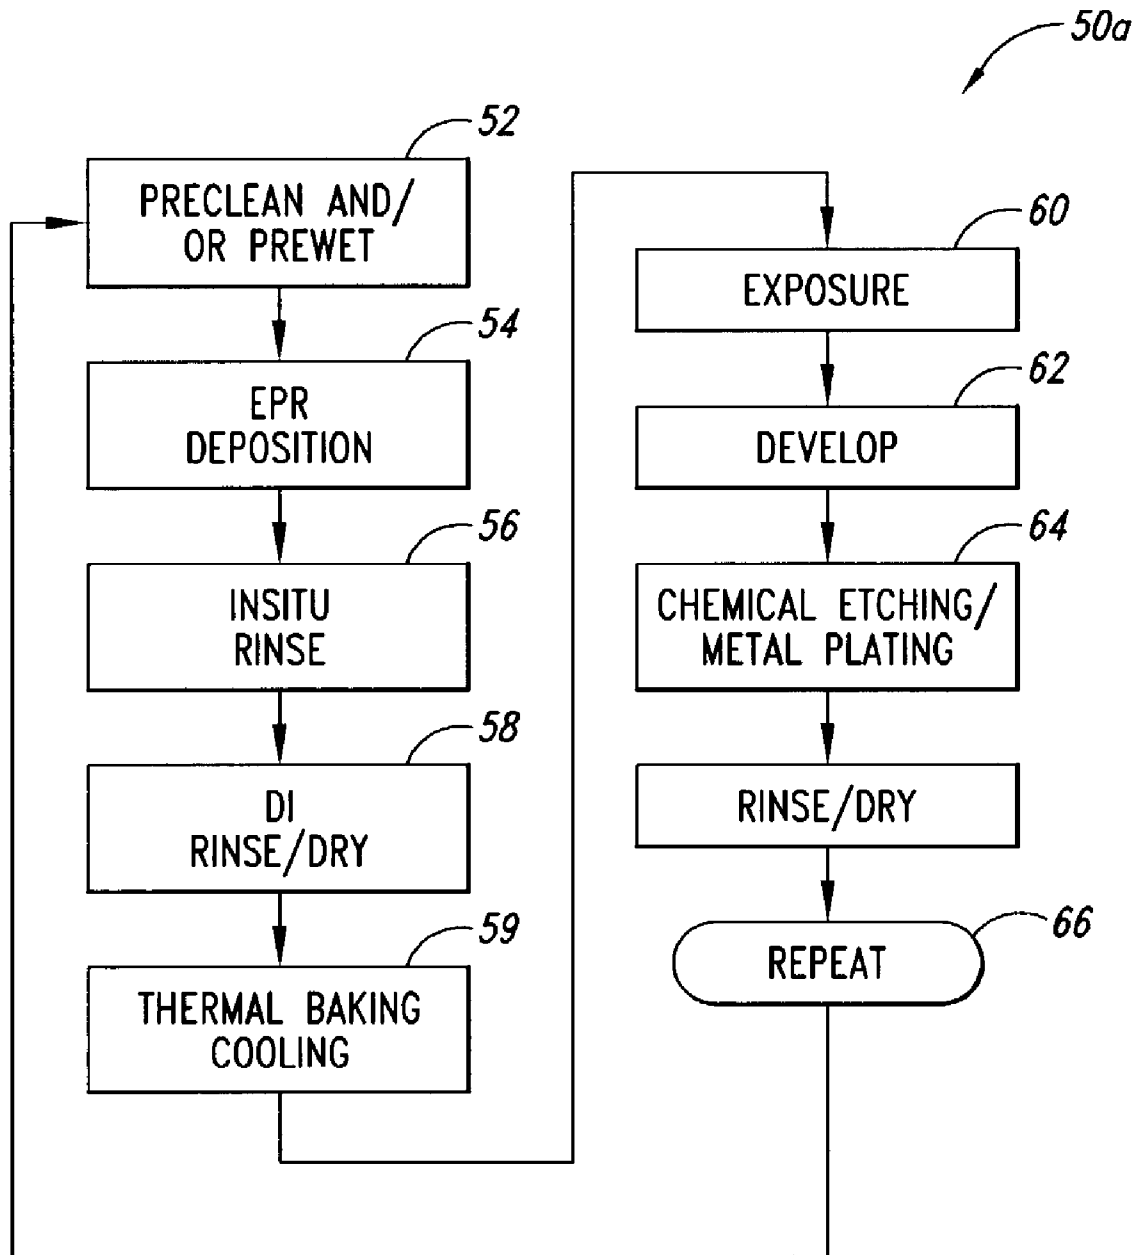 50a
52
PRECLEAN AND/
OR PREWET
54
EPR
DEPOSITION
56
INSITU
RINSE
58
DI
RINSE/DRY
59
THERMAL BAKING
COOLING
60
EXPOSURE
62
DEVELOP
64
CHEMICAL ETCHING/
METAL PLATING
RINSE/DRY
66
REPEAT